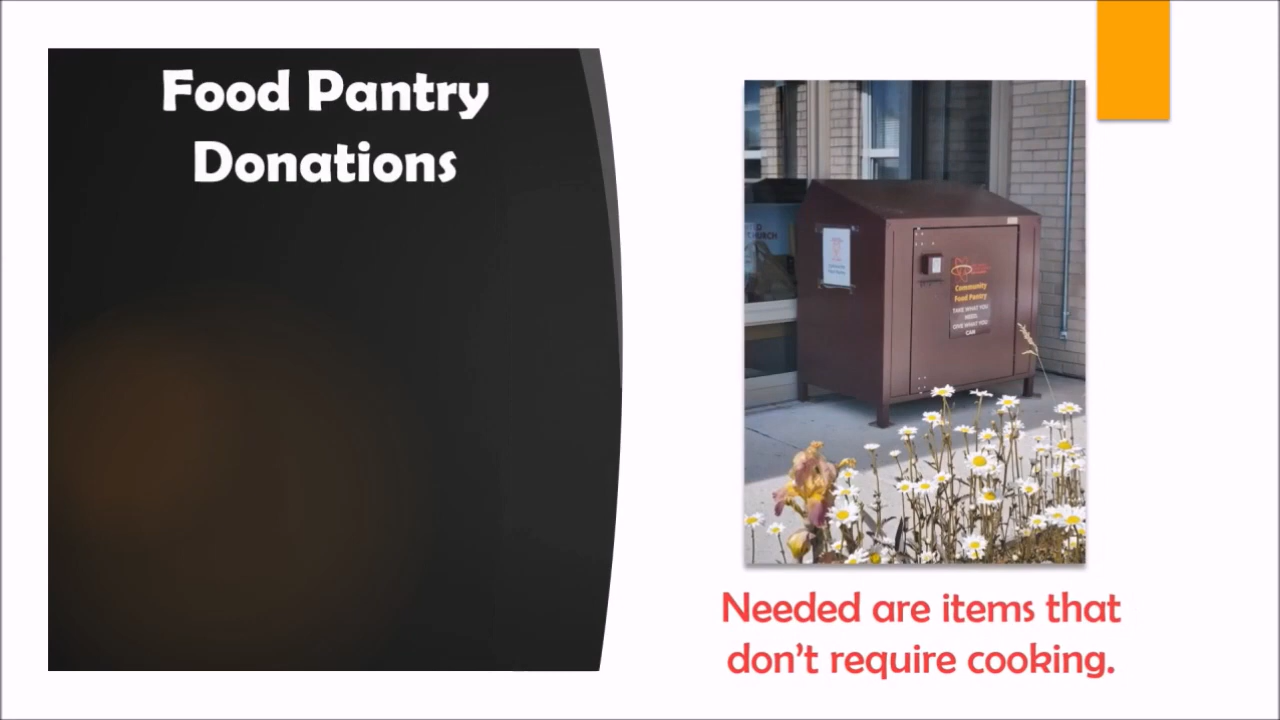 Food Pantry
Donations
Community
Food Pantry
TAKE WHAT YOU
NEED
GIVE WHAT YOU
CAN
Needed are items that
don't require cooking.